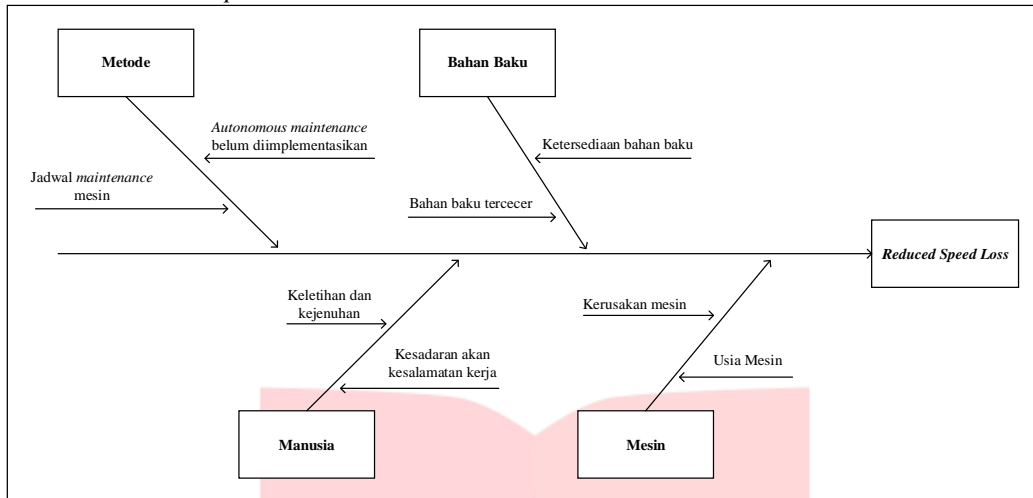 Metode
Bahan Baku
Autonomous maintenance
belum diimplementasikan
Ketersediaan bahan baku
Jadwal maintenance
mesin
Bahan baku tercecer
Reduced Speed Loss
Keletihan dan
kejenuhan
Kerusakan mesin
Kesadaran akan
kesalamatan kerja
Usia Mesin
Manusia
Mesin